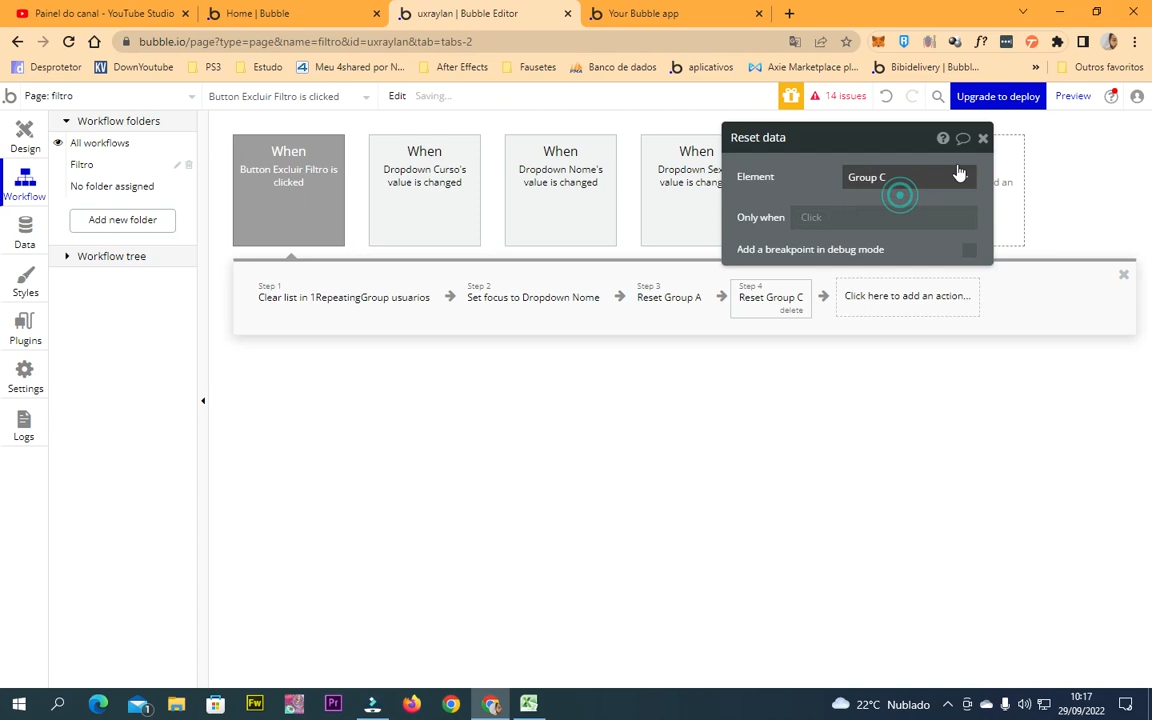 Painel do canal - YouTube Studio
Home | Bubble
uxraylan | Bubble Editor
Your Bubble app
bubble.io/page?type=page&name=filtro&id=uxraylan&tab=tabs-2
Desprotetor
DownYoutube
PS3
Estudo
Meu 4shared por N...
After Effects
Fausetes
Banco de dados
aplicativos
Axie Marketplace pl...
Bibidelivery | Bubbl...
»
Outros favoritos
Page: filtro
Button Excluir Filtro is clicked
Edit
Saving...
14 issues
Upgrade to deploy
Preview
Design
Workflow
Data
Styles
Plugins
Settings
Logs
Workflow folders
All workflows
Filtro
No folder assigned
Add new folder
Workflow tree
When
Button Excluir Filtro is
clicked
When
Dropdown Curso's
value is changed
When
Dropdown Nome's
value is changed
When
Dropdown Sex
value is change
d an
Reset data
Element
Group C
Only when
Click
Add a breakpoint in debug mode
Step 1
Clear list in 1RepeatingGroup usuarios
Step 2
Set focus to Dropdown Nome
Step 3
Reset Group A
Step 4
Reset Group C
delete
Click here to add an action...
22°C Nublado
10:17
29/09/2022